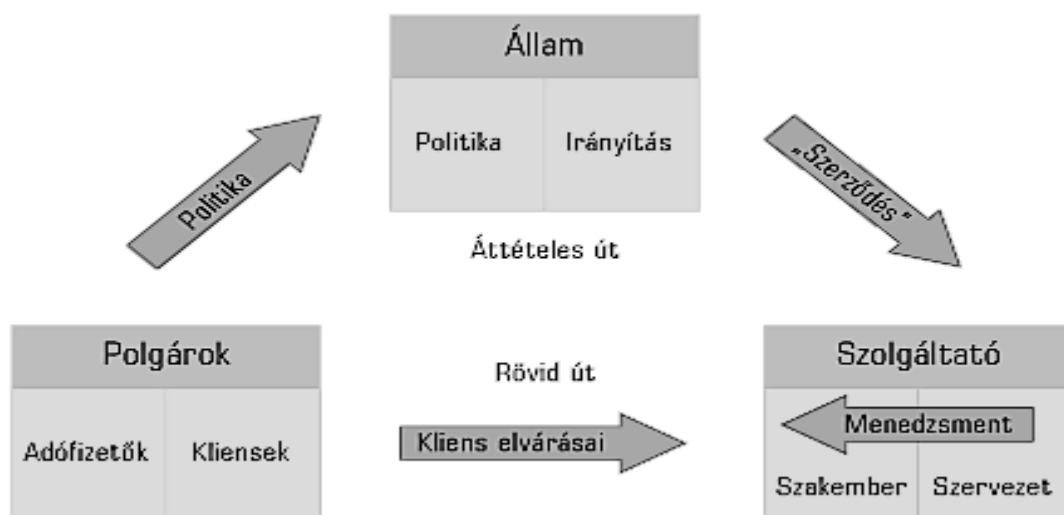 Állam
Politika Irányítás
Politika
„Szerződés“
Áttételes út
Polgárok
Adófizetők Kliensek
Rövid út
Kliens elvárásai
Szolgáltató
Menedzsment
Szakember Szervezet